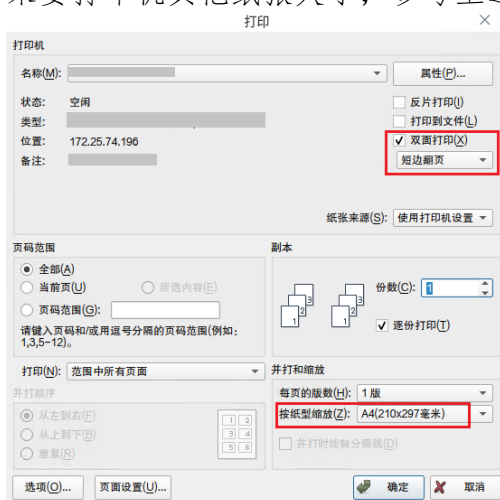 打印
打印机
名称(M):
属性(P)...
状态: 空闲
反片打印(I)
类型:
打印到文件(L)
位置: 172.25.74.196
双面打印(X)
备注:
短边翻页
纸张来源(S): 使用打印机设置
页码范围
副本
全部(A)
当前页(U) 所选内容(E)
份数(C): 1
页码范围(G):
请键入页码和/或用逗号分隔的页码范围(例如:
1,3,5-12)。
逐份打印(T)
打印(N): 范围中所有页面
并打和缩放
并打顺序
每页的版数(H): 1 版
从左到右(F)
按纸型缩放(Z): A4(210x297毫米)
从上到下(B)
并打时绘制分隔线(D)
重复(R)
1 2
3 4
5 6
选项(O)... 页面设置(U)... 确定 取消